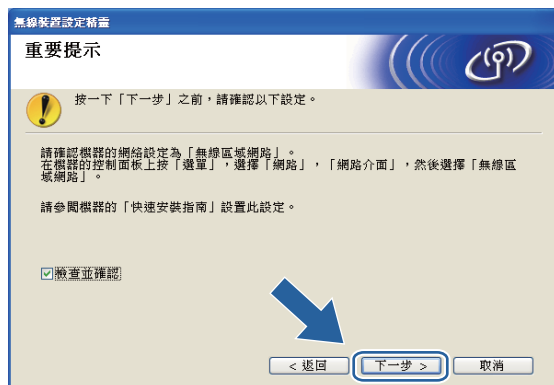 無線裝置設定精靈
重要提示
按一下「下一步」之前，請確認以下設定。
請確認機器的網絡設定為「無線區域網路」。
在機器的控制面板上按「選單」，選擇「網路」，「網路介面」，然後選擇「無線區
域網路」。
請參閱機器的「快速安裝指南」設置此設定。
檢查並確認
< 返回
下一步 >
取消